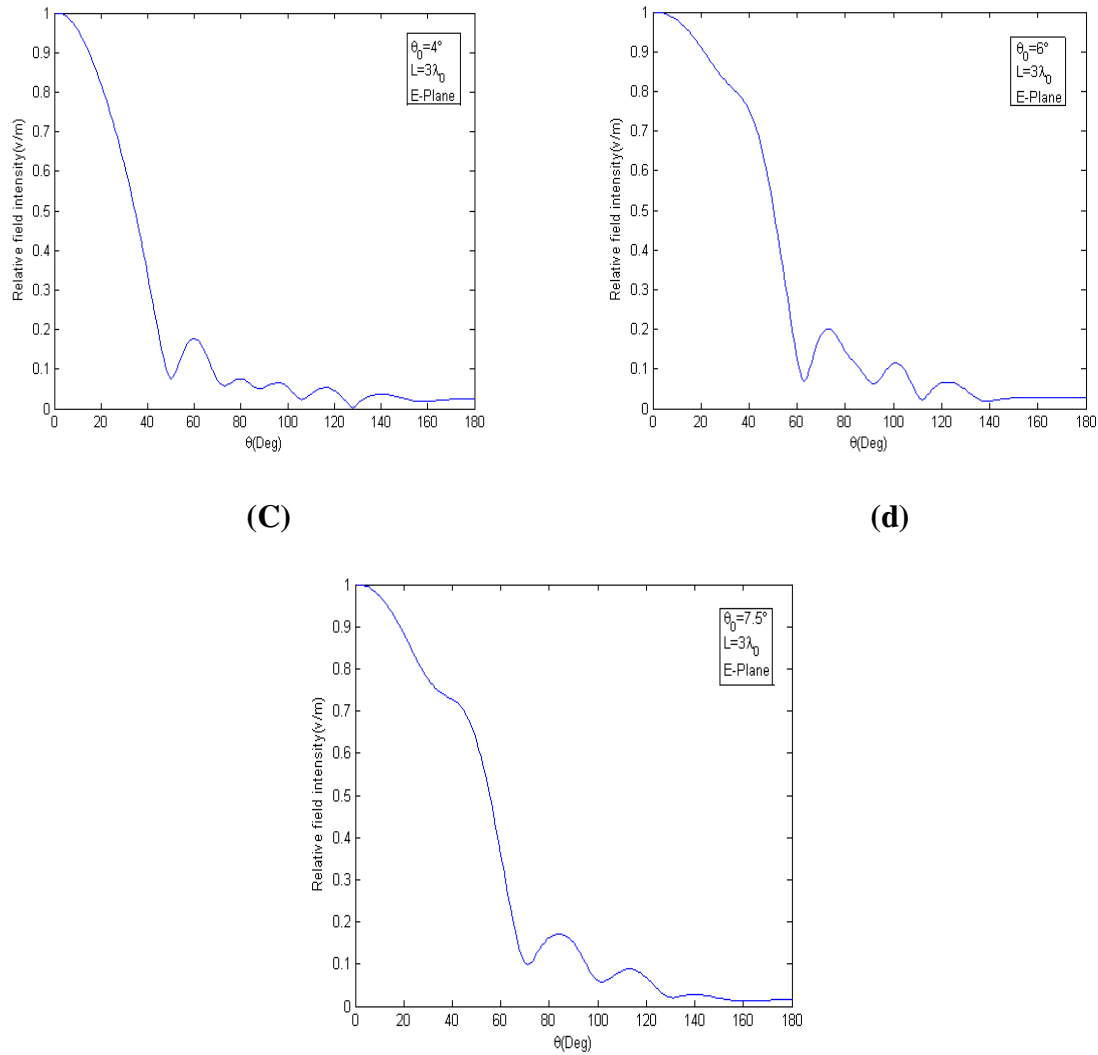 1
0.9
0.8
0.7
0.6
0.5
0.4
0.3
0.2
0.1
0
Relative field intensity(v/m)
θ₀=4°
L=3λ₀
E-Plane
0 20 40 60 80 100 120 140 160 180
θ(Deg)
1
0.9
0.8
0.7
0.6
0.5
0.4
0.3
0.2
0.1
0
Relative field intensity(v/m)
θ₀=6°
L=3λ₀
E-Plane
0 20 40 60 80 100 120 140 160 180
θ(Deg)
(C)
(d)
1
0.9
0.8
0.7
0.6
0.5
0.4
0.3
0.2
0.1
0
Relative field intensity(v/m)
θ₀=7.5°
L=3λ₀
E-Plane
0 20 40 60 80 100 120 140 160 180
θ(Deg)